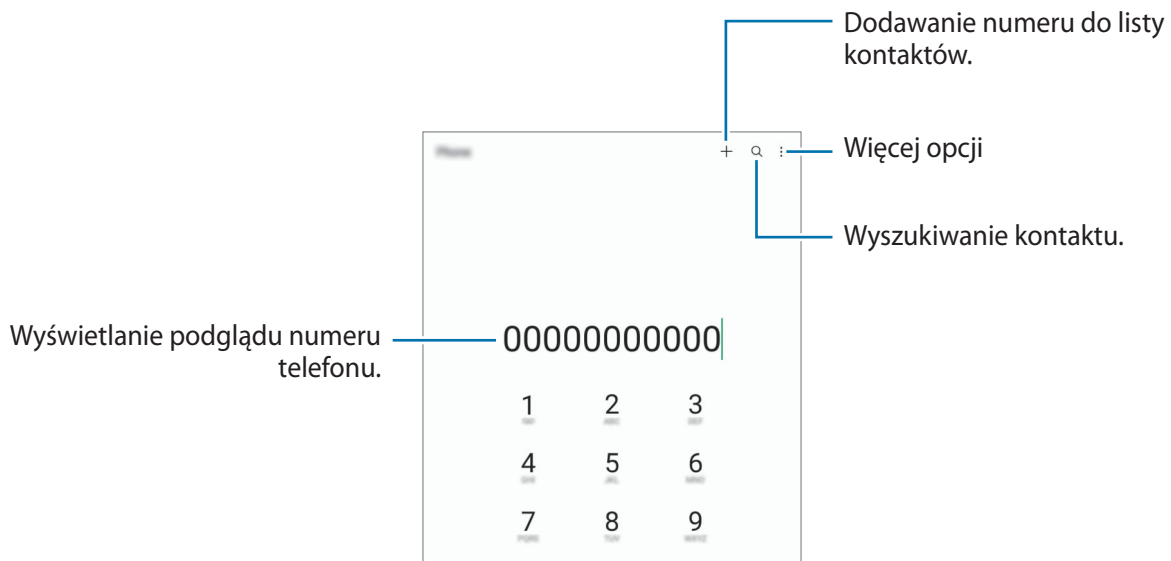 Dodawanie numeru do listy
kontaktów.
Więcej opcji
Wyszukiwanie kontaktu.
Wyświetlanie podglądu numeru
telefonu.
00000000000
1 2 3
4 5 6
7 8 9